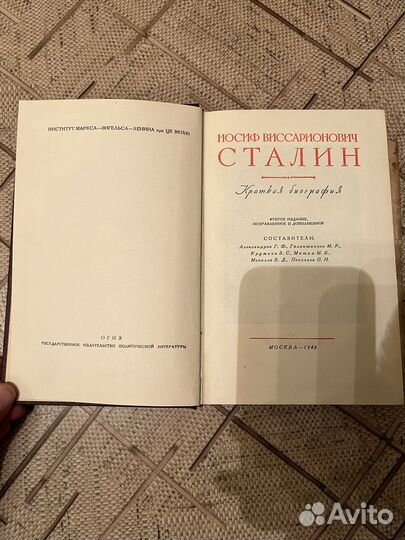 ИНСТИТУТ МАРКСА—ЭНГЕЛЬСА—ЛЕНИНА при ЦК ВКП(б)
ОГИЗ
ГОСУДАРСТВЕННОЕ ИЗДАТЕЛЬСТВО ПОЛИТИЧЕСКОЙ ЛИТЕРАТУРЫ
ИОСИФ ВИССАРИОНОВИЧ
СТАЛИН
Краткая биография
ВТОРОЕ ИЗДАНИЕ,
ИСПРАВЛЕННОЕ И ДОПОЛНЕННОЕ
СОСТАВИТЕЛИ:
Александров Г. Ф., Галактионов М. Р.,
Кружков В. С., Митин М. Б.,
Мочалов В. Д., Поспелов П. Н.
МОСКВА—1948
Avito